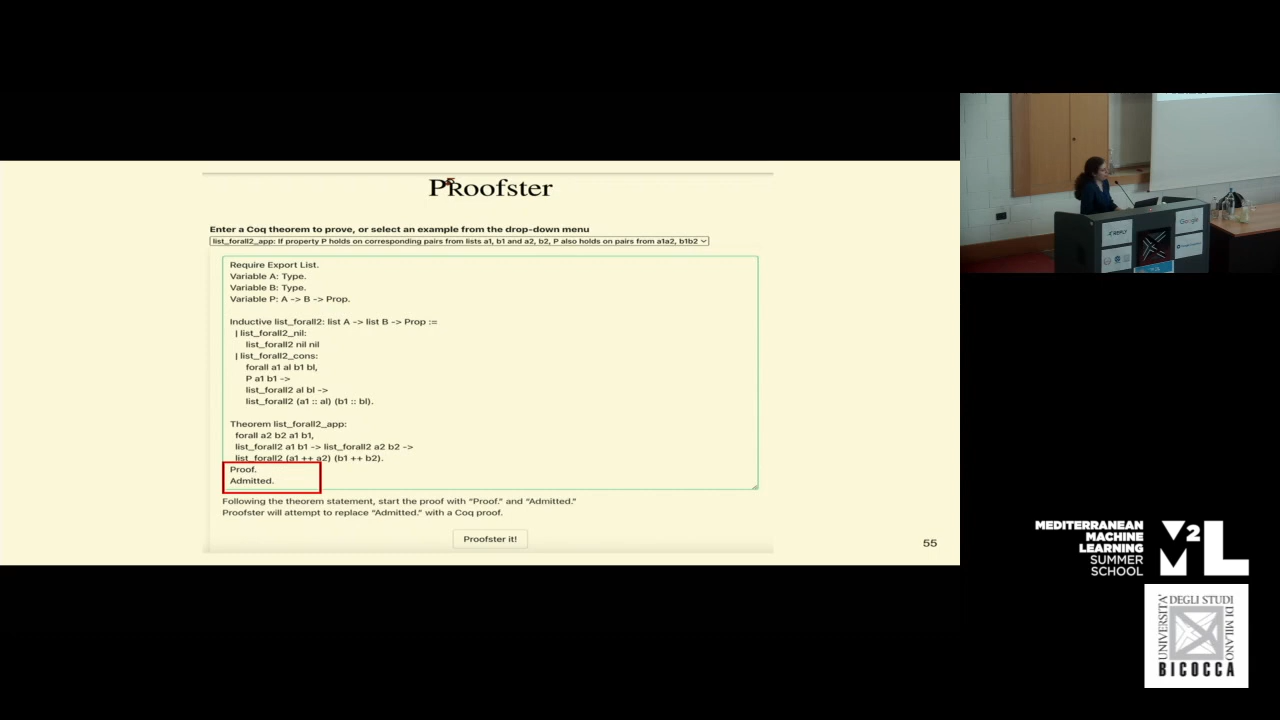 PRoofster
Enter a Coq theorem to prove, or select an example from the drop-down menu
list_forall2_app: If property P holds on corresponding pairs from lists a1, b1 and a2, b2, P also holds on pairs from a1a2, b1b2
Require Export List.
Variable A: Type.
Variable B: Type.
Variable P: A -> B -> Prop.
Inductive list_forall2: list A -> list B -> Prop :=
| list_forall2_nil:
list_forall2 nil nil
| list_forall2_cons:
forall a1 al b1 bl,
P a1 b1 ->
list_forall2 al bl ->
list_forall2 (a1 :: al) (b1 :: bl).
Theorem list_forall2_app:
forall a2 b2 a1 b1,
list_forall2 a1 b1 -> list_forall2 a2 b2 ->
list_forall2 (a1 ++ a2) (b1 ++ b2).
Proof.
Admitted.
Following the theorem statement, start the proof with "Proof." and "Admitted."
Proofster will attempt to replace "Admitted." with a Coq proof.
Proofster it!
55
Google
MEDITERRANEAN
MACHINE
LEARNING
SUMMER
SCHOOL
M2L
UNIVERSITÀ
DEGLI STUDI
DI MILANO
BICOCCA